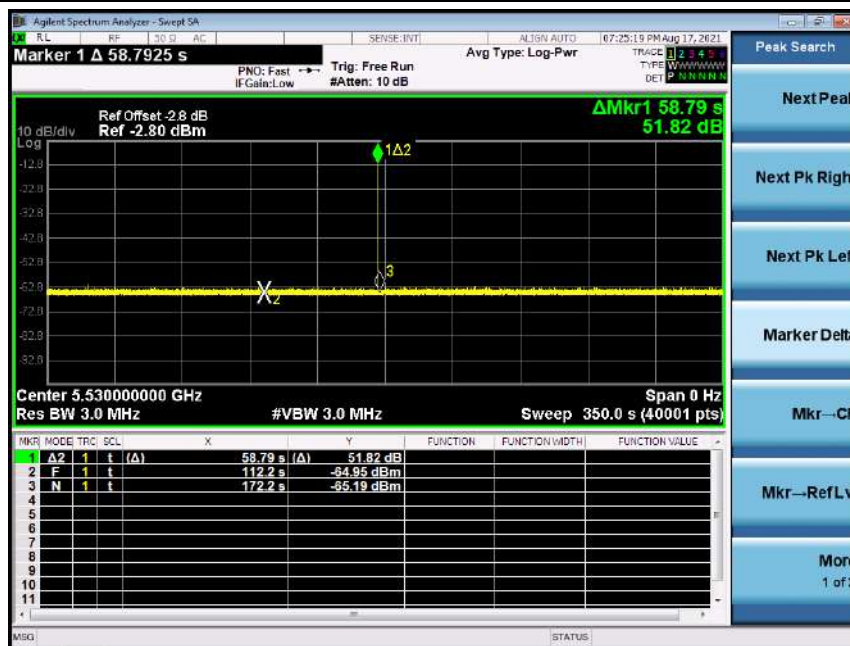 Agilent Spectrum Analyzer - Swept SA
RL RF 50 Ω AC SENSE:INT ALIGN AUTO 07:25:19 PM Aug 17, 2021
Marker 1 Δ 58.7925 s
PNO: Fast
IFGain:Low
Trig: Free Run
#Atten: 10 dB
Avg Type: Log-Pwr
TRACE 1 2 3 4 5 6
TYPE WWWWWW
DET P N N N N N
Peak Search
Next Peak
Next Pk Righ
Next Pk Lef
Marker Delta
Mkr→C
Mkr→RefLv
More
1 of
Ref Offset -2.8 dB
10 dB/div Ref -2.80 dBm
Log
ΔMkr1 58.79 s
51.82 dB
1Δ2
-12.8
-22.8
-32.8
-42.8
-52.8
3
-62.8
2
-72.8
-82.8
-92.8
Center 5.530000000 GHz Span 0 Hz
Res BW 3.0 MHz #VBW 3.0 MHz Sweep 350.0 s (40001 pts)
MKR MODE TRC SCL X Y FUNCTION FUNCTION WIDTH FUNCTION VALUE
1 Δ2 1 t (Δ) 58.79 s (Δ) 51.82 dB
2 F 1 t 112.2 s -64.95 dBm
3 N 1 t 172.2 s -65.19 dBm
4
5
6
7
8
9
10
11
MSG STATUS